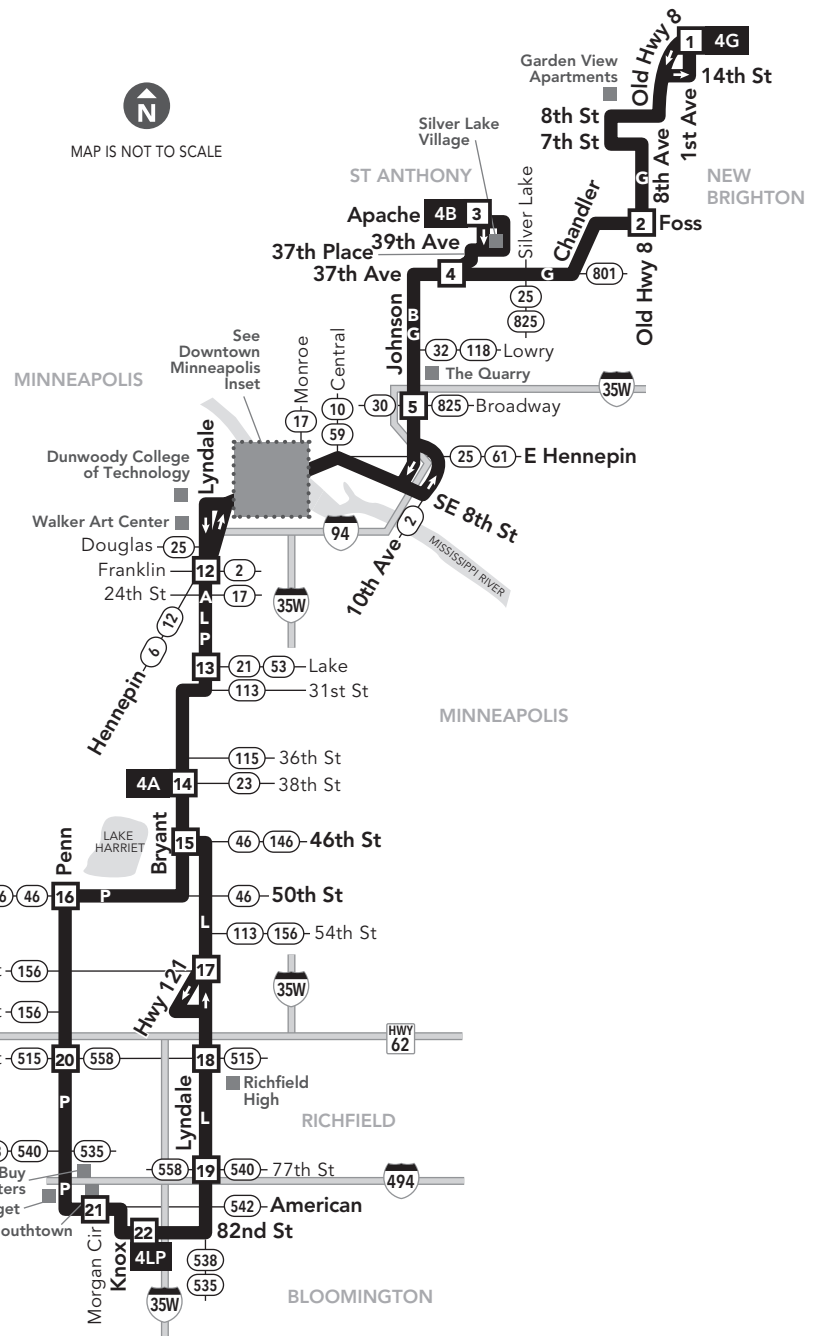 Old Hwy 8
1
4G
14th St
Garden View
Apartments
1st Ave
8th St
7th St
8th Ave
G
NEW
BRIGHTON
N
MAP IS NOT TO SCALE
Silver Lake
Village
ST ANTHONY
Silver Lake
Chandler
Apache
4B
3
2
Foss
39th Ave
37th Place
37th Ave
4
G
801
Old Hwy 8
25
825
Johnson
B
G
32
118
Lowry
The Quarry
35W
See
Downtown
Minneapolis
Inset
Monroe
Central
MINNEAPOLIS
17
10
59
30
5
825
Broadway
25
61
E Hennepin
SE 8th St
Dunwoody College
of Technology
Lyndale
Walker Art Center
Douglas
25
94
2
10th Ave
MISSISSIPPI RIVER
Franklin
12
2
24th St
A
L
P
17
35W
12
6
Hennepin
13
21
53
Lake
113
31st St
MINNEAPOLIS
115
36th St
4A
14
23
38th St
LAKE
HARRIET
Bryant
15
46
146
46th St
Penn
6
46
16
P
46
50th St
L
113
156
54th St
156
17
Hwy 121
35W
156
HWY
62
515
20
558
18
515
Richfield
High
P
Lyndale
L
RICHFIELD
540
535
558
19
540
77th St
494
Buy
ters
get
P
21
outhtown
542
American
Morgan Cir
Knox
22
4LP
82nd St
538
535
35W
BLOOMINGTON